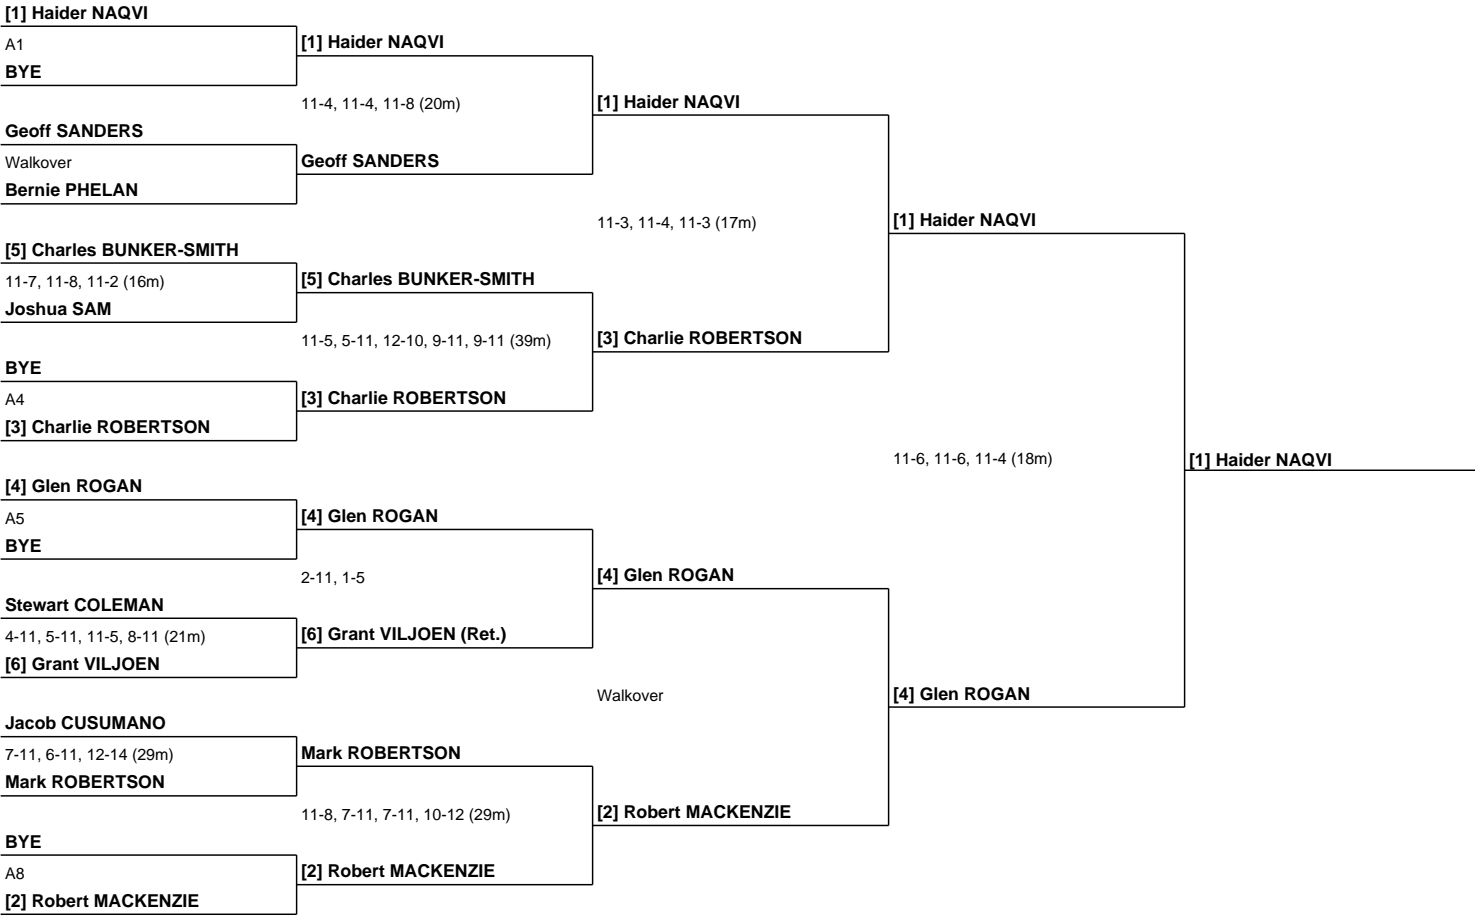 [1] Haider NAQVI
A1
BYE
Geoff SANDERS
Walkover
Bernie PHELAN
[5] Charles BUNKER-SMITH
11-7, 11-8, 11-2 (16m)
Joshua SAM
BYE
A4
[3] Charlie ROBERTSON
[4] Glen ROGAN
A5
BYE
Stewart COLEMAN
4-11, 5-11, 11-5, 8-11 (21m)
[6] Grant VILJOEN
Jacob CUSUMANO
7-11, 6-11, 12-14 (29m)
Mark ROBERTSON
BYE
A8
[2] Robert MACKENZIE
[1] Haider NAQVI
11-4, 11-4, 11-8 (20m)
Geoff SANDERS
[5] Charles BUNKER-SMITH
11-5, 5-11, 12-10, 9-11, 9-11 (39m)
[3] Charlie ROBERTSON
[4] Glen ROGAN
2-11, 1-5
[6] Grant VILJOEN (Ret.)
Mark ROBERTSON
11-8, 7-11, 7-11, 10-12 (29m)
[2] Robert MACKENZIE
[1] Haider NAQVI
11-3, 11-4, 11-3 (17m)
[3] Charlie ROBERTSON
[4] Glen ROGAN
Walkover
[2] Robert MACKENZIE
[1] Haider NAQVI
11-6, 11-6, 11-4 (18m)
[4] Glen ROGAN
[1] Haider NAQVI